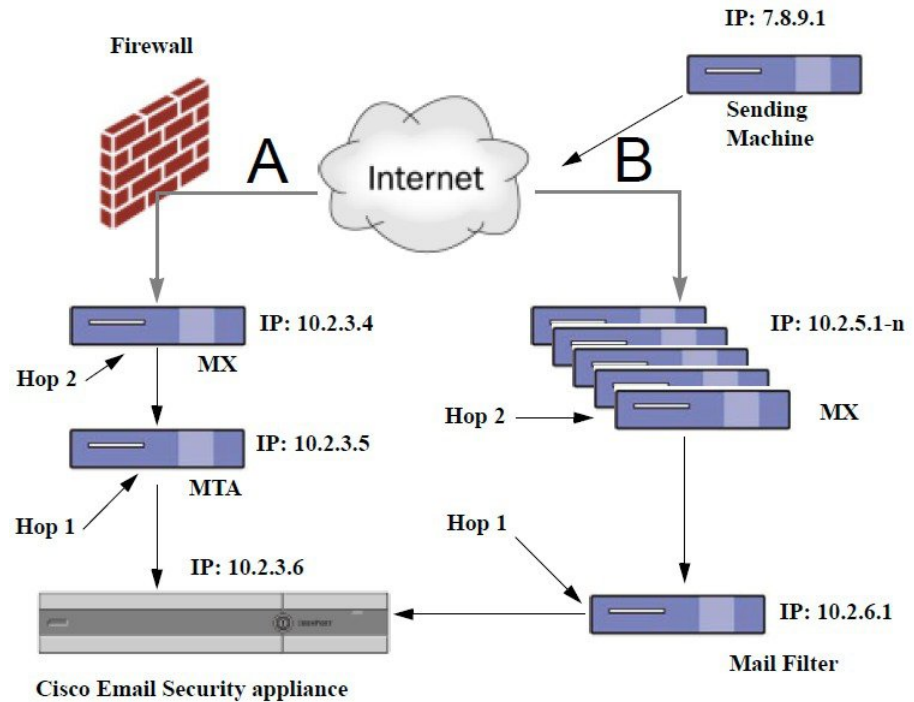 IP: 7.8.9.1
Firewall
Sending
Machine
A
Internet
B
IP: 10.2.3.4
MX
Hop 2
IP: 10.2.5.1-n
MX
Hop 2
IP: 10.2.3.5
MTA
Hop 1
Hop 1
IP: 10.2.3.6
IRONPORT
IP: 10.2.6.1
Mail Filter
Cisco Email Security appliance